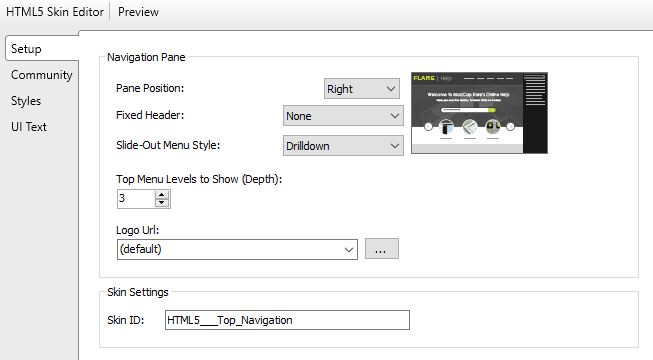 HTML5 Skin Editor
Preview
Setup
Community
Styles
UI Text
Navigation Pane
Pane Position:
Right
Fixed Header:
None
Slide-Out Menu Style:
Drilldown
FLARE | Help
Welcome to MadCap Flare's Online Help
Top Menu Levels to Show (Depth):
3
Logo Url:
(default)
...
Skin Settings
Skin ID:
HTML5___Top_Navigation